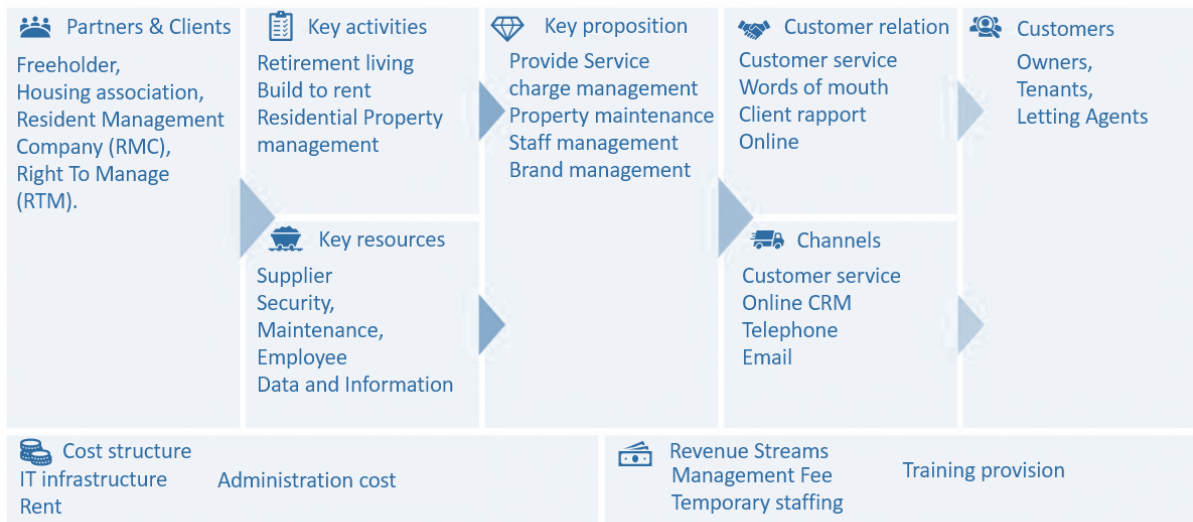 Partners & Clients
Freeholder,
Housing association,
Resident Management
Company (RMC),
Right To Manage
(RTM).
Key activities
Retirement living
Build to rent
Residential Property
management
Key resources
Supplier
Security,
Maintenance,
Employee
Data and Information
Key proposition
Provide Service
charge management
Property maintenance
Staff management
Brand management
Customer relation
Customer service
Words of mouth
Client rapport
Online
Channels
Customer service
Online CRM
Telephone
Email
Customers
Owners,
Tenants,
Letting Agents
Cost structure
IT infrastructure
Rent
Administration cost
Revenue Streams
Management Fee
Temporary staffing
Training provision